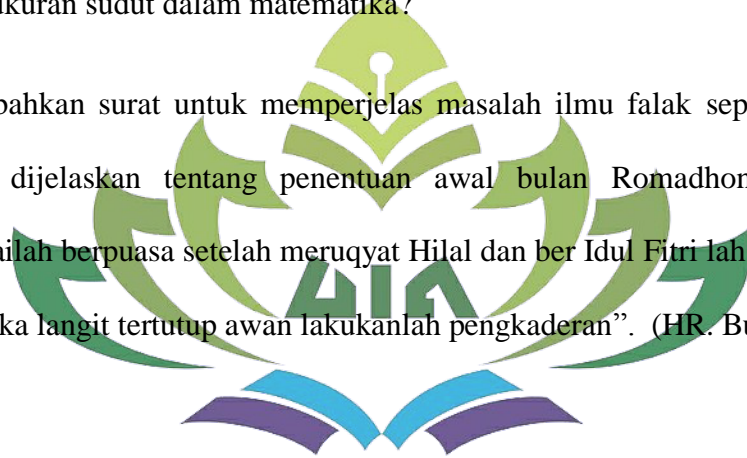 ukuran sudut dalam matematika?
bahkan surat untuk memperjelas masalah ilmu falak sep
dijelaskan tentang penentuan awal bulan Romadhon
ilah berpuasa setelah meruqyat Hilal dan ber Idul Fitri lah
UIN
ka langit tertutup awan lakukanlah pengkaderan”. (HR. Bu